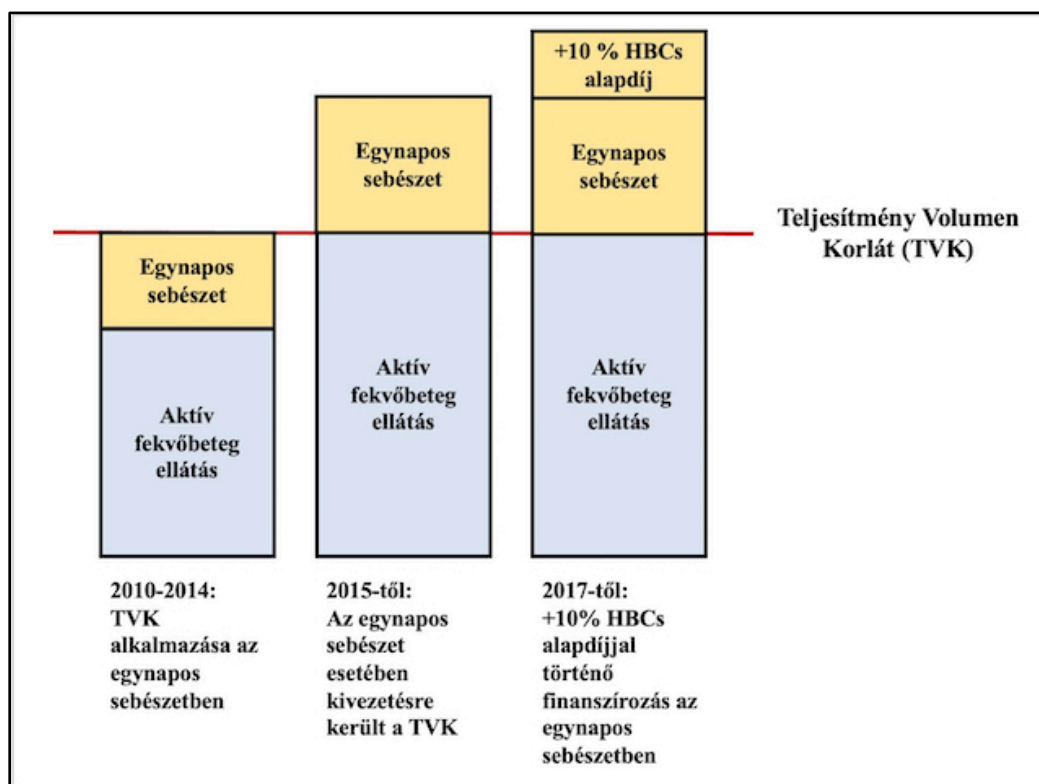 +10 % HBCs
alapdíj
Egynapos
sebészet
Egynapos
sebészet
Teljesítmény Volumen
Korlát (TVK)
Egynapos
sebészet
Aktív
fekvőbeteg
ellátás
Aktív
fekvőbeteg
ellátás
Aktív
fekvőbeteg
ellátás
2010-2014:
TVK
alkalmazása az
egynapos
sebészetben
2015-től:
Az egynapos
sebészet
esetében
kivezetésre
került a TVK
2017-től:
+10% HBCs
alapdíjjal
történő
finanszírozás az
egynapos
sebészetben